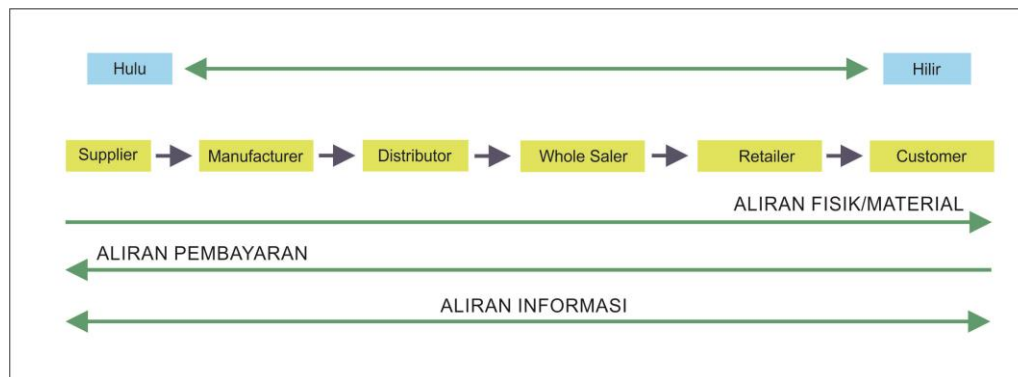 Hulu
Hilir
Supplier
Manufacturer
Distributor
Whole Saler
Retailer
Customer
ALIRAN FISIK/MATERIAL
ALIRAN PEMBAYARAN
ALIRAN INFORMASI